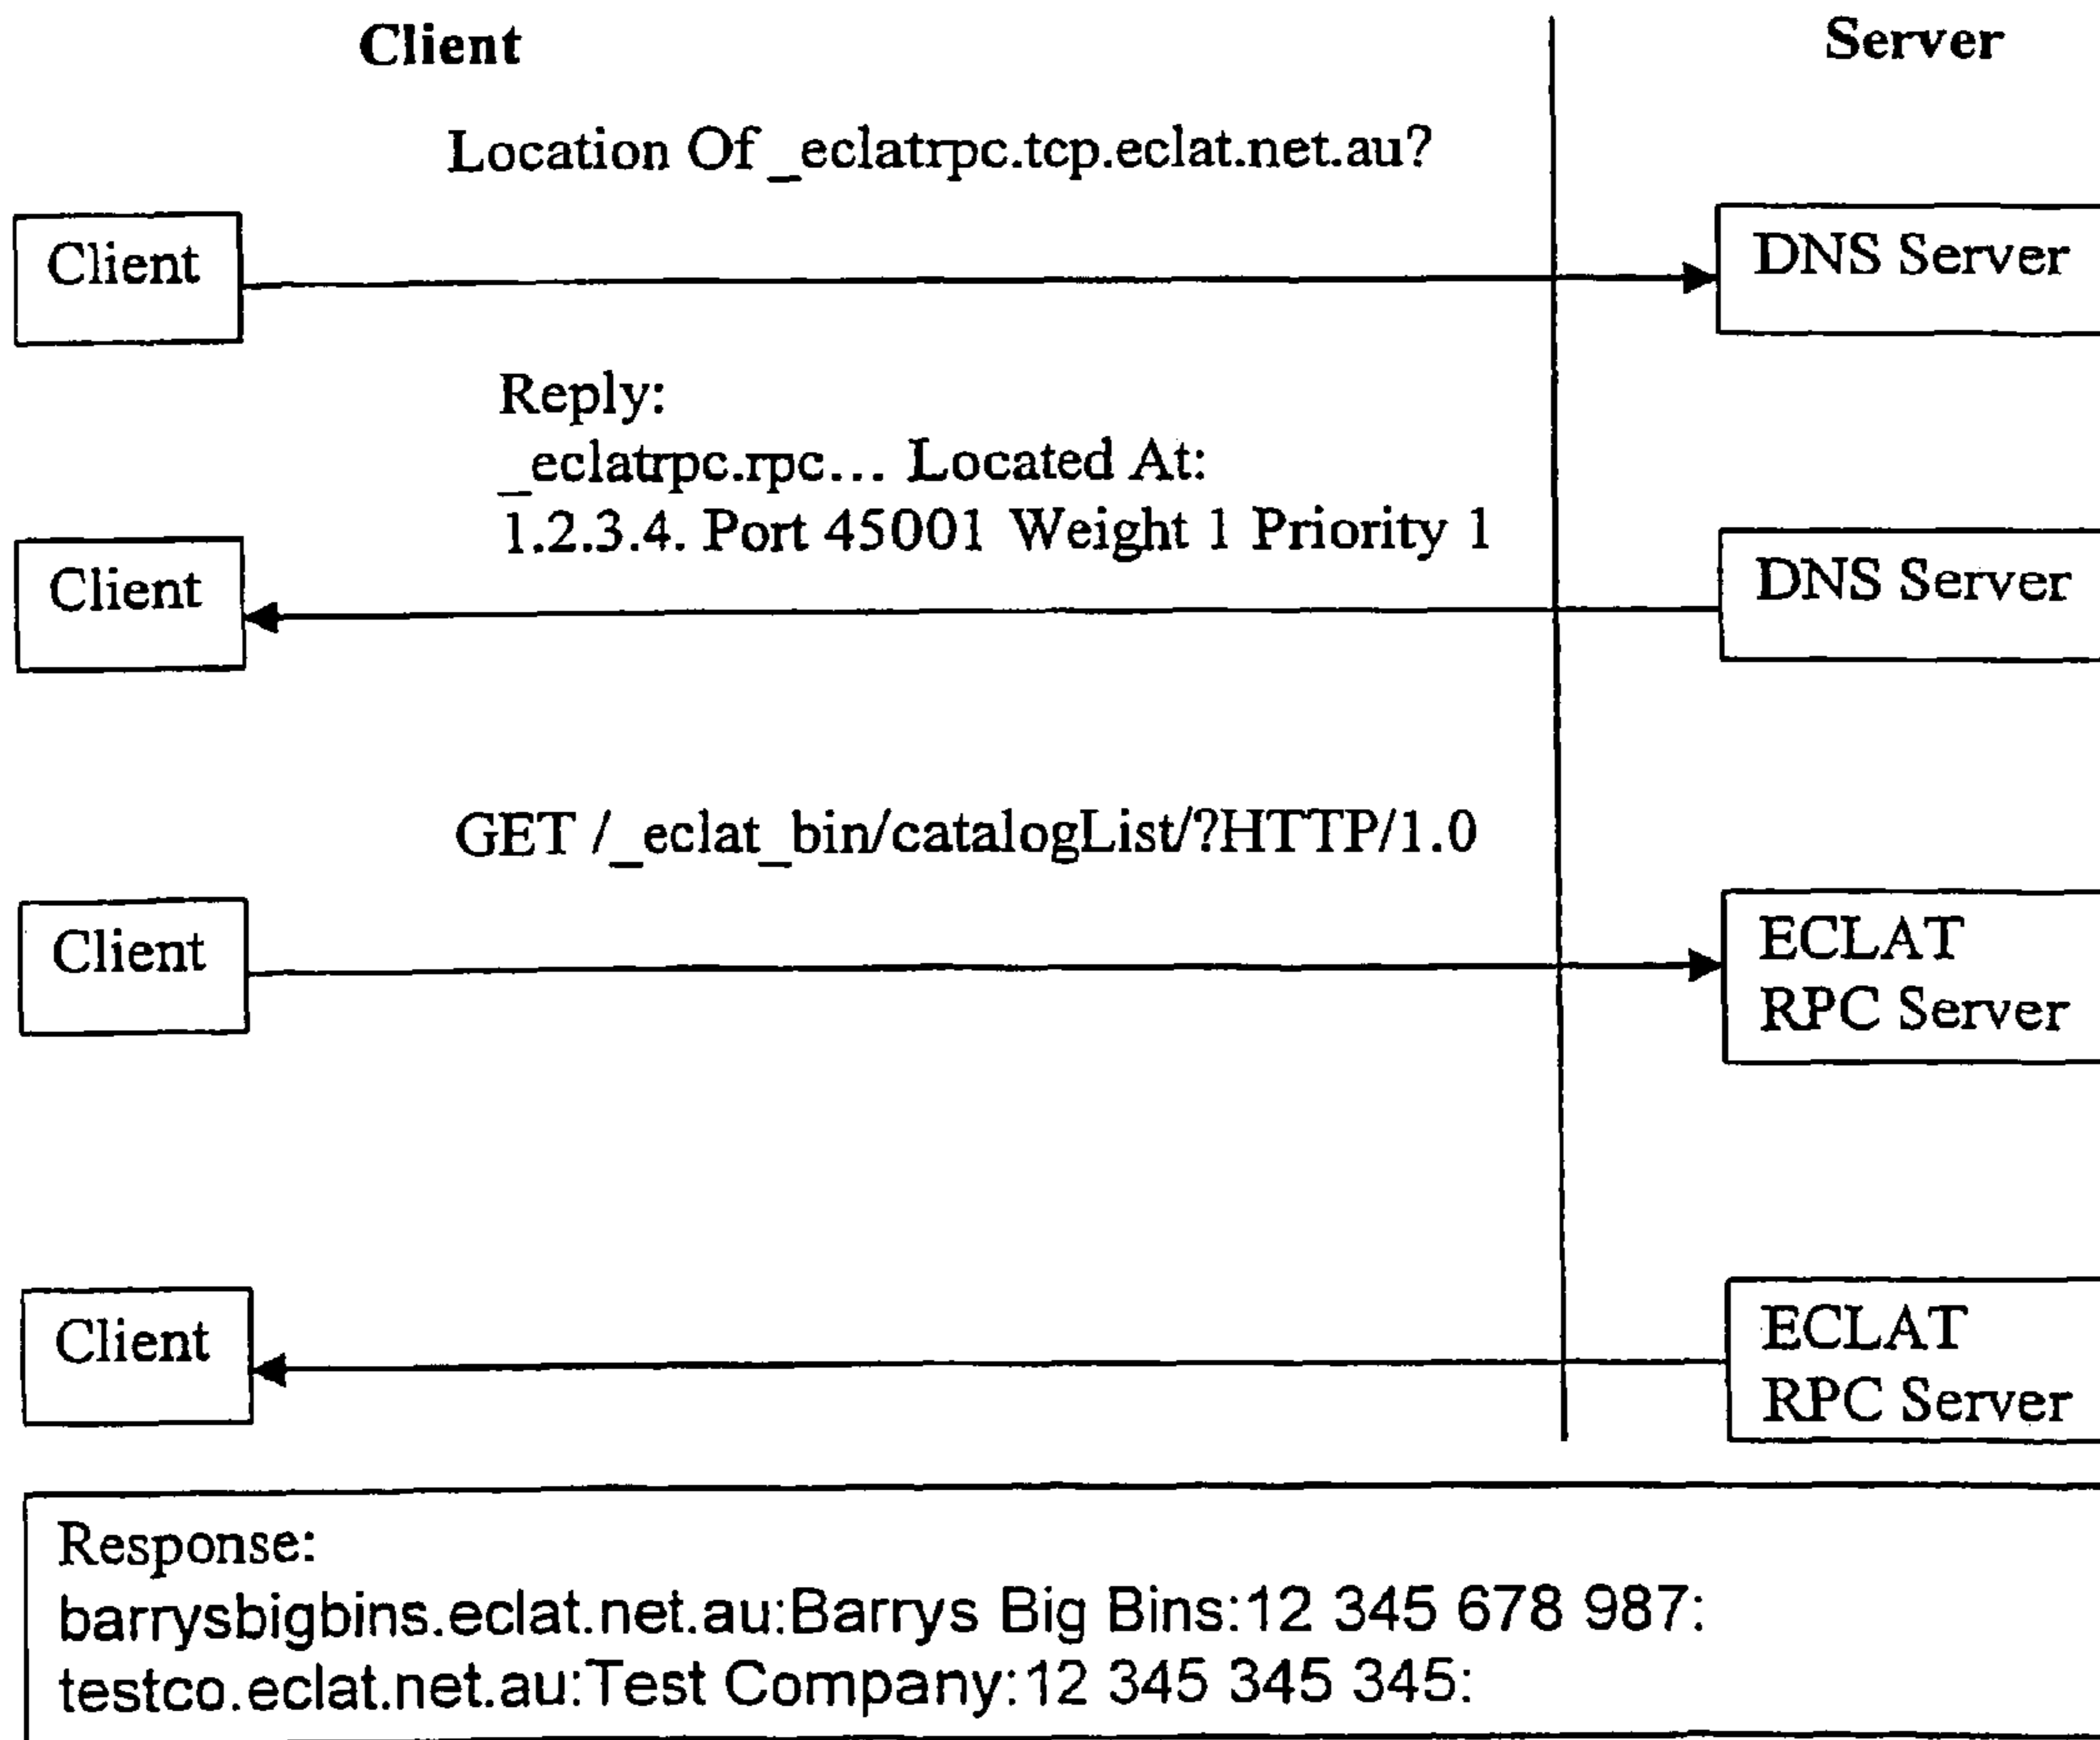 Client
Server
Location Of _eclatrpc.tcp.eclat.net.au?
Client
DNS Server
Reply:
_eclatrpc.rpc... Located At:
1.2.3.4. Port 45001 Weight 1 Priority 1
Client
DNS Server
GET /_eclat_bin/catalogList/?HTTP/1.0
Client
ECLAT
RPC Server
Client
ECLAT
RPC Server
Response:
barrysbigbins.eclat.net.au:Barrys Big Bins:12 345 678 987:
testco.eclat.net.au:Test Company:12 345 345 345: